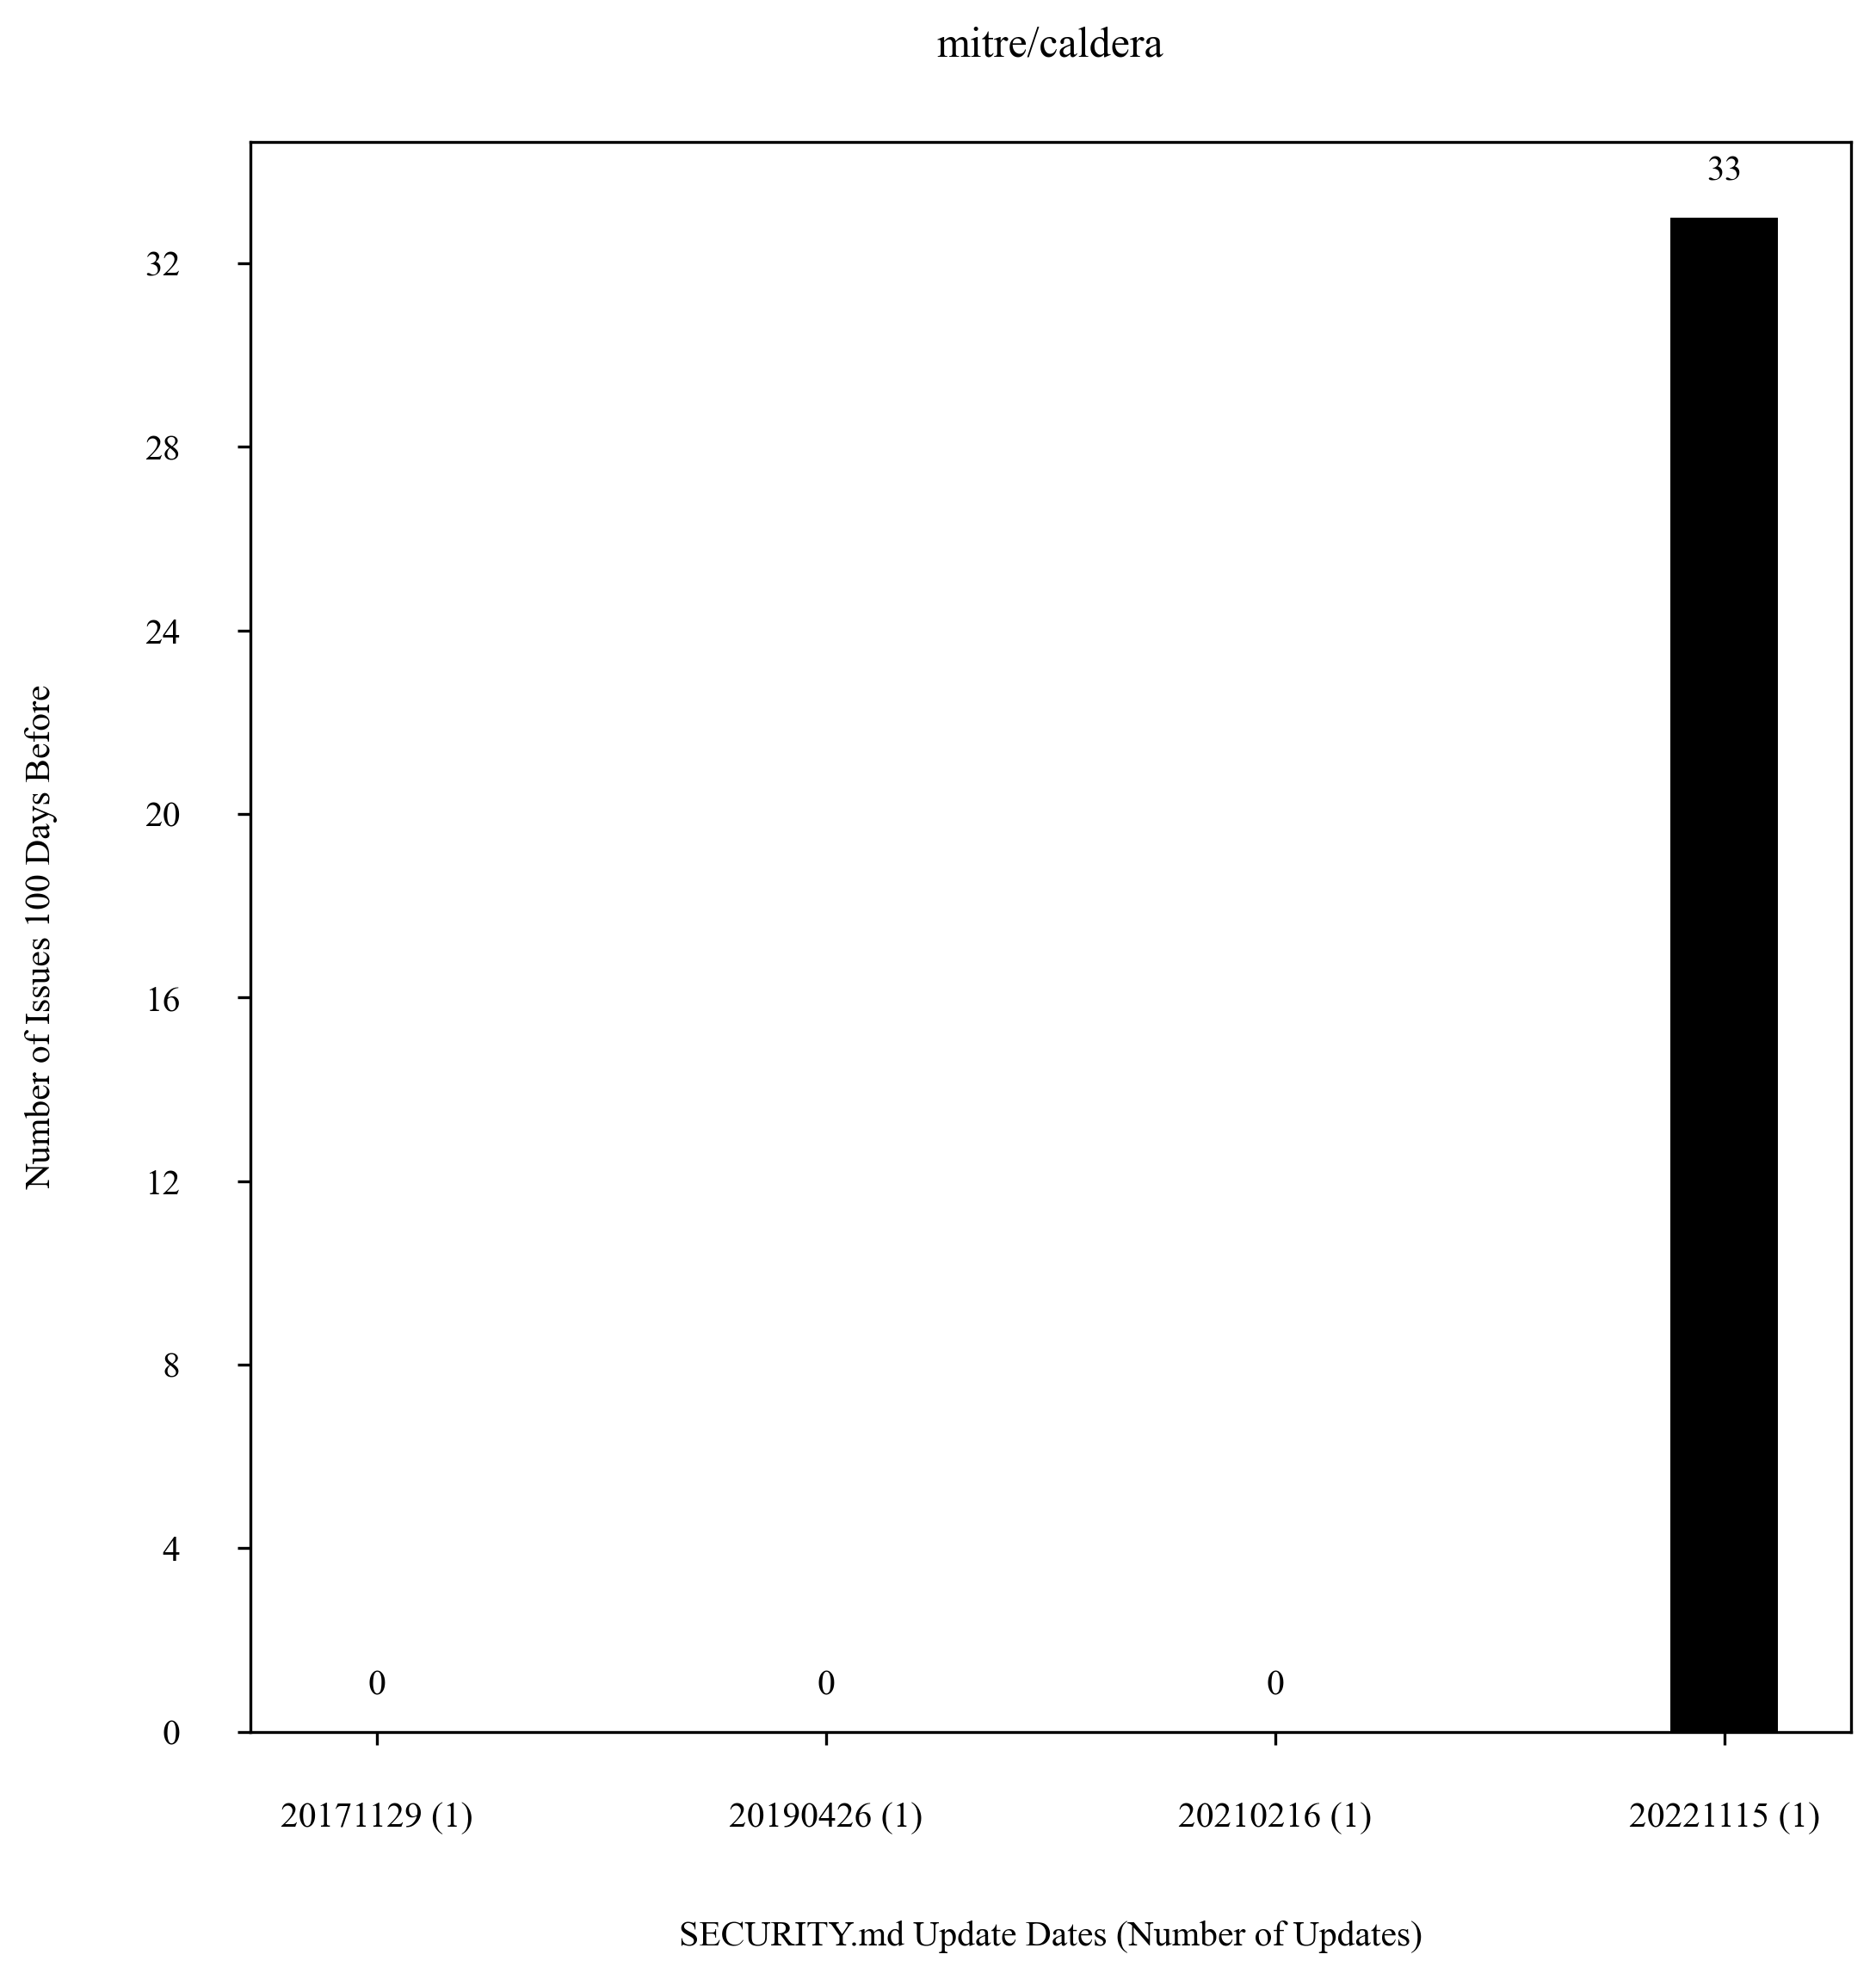 mitre/caldera
33
32
28
24
20
16
12
8
4
0
0 0 0
Number of Issues 100 Days Before
20171129 (1) 20190426 (1) 20210216 (1) 20221115 (1)
SECURITY.md Update Dates (Number of Updates)